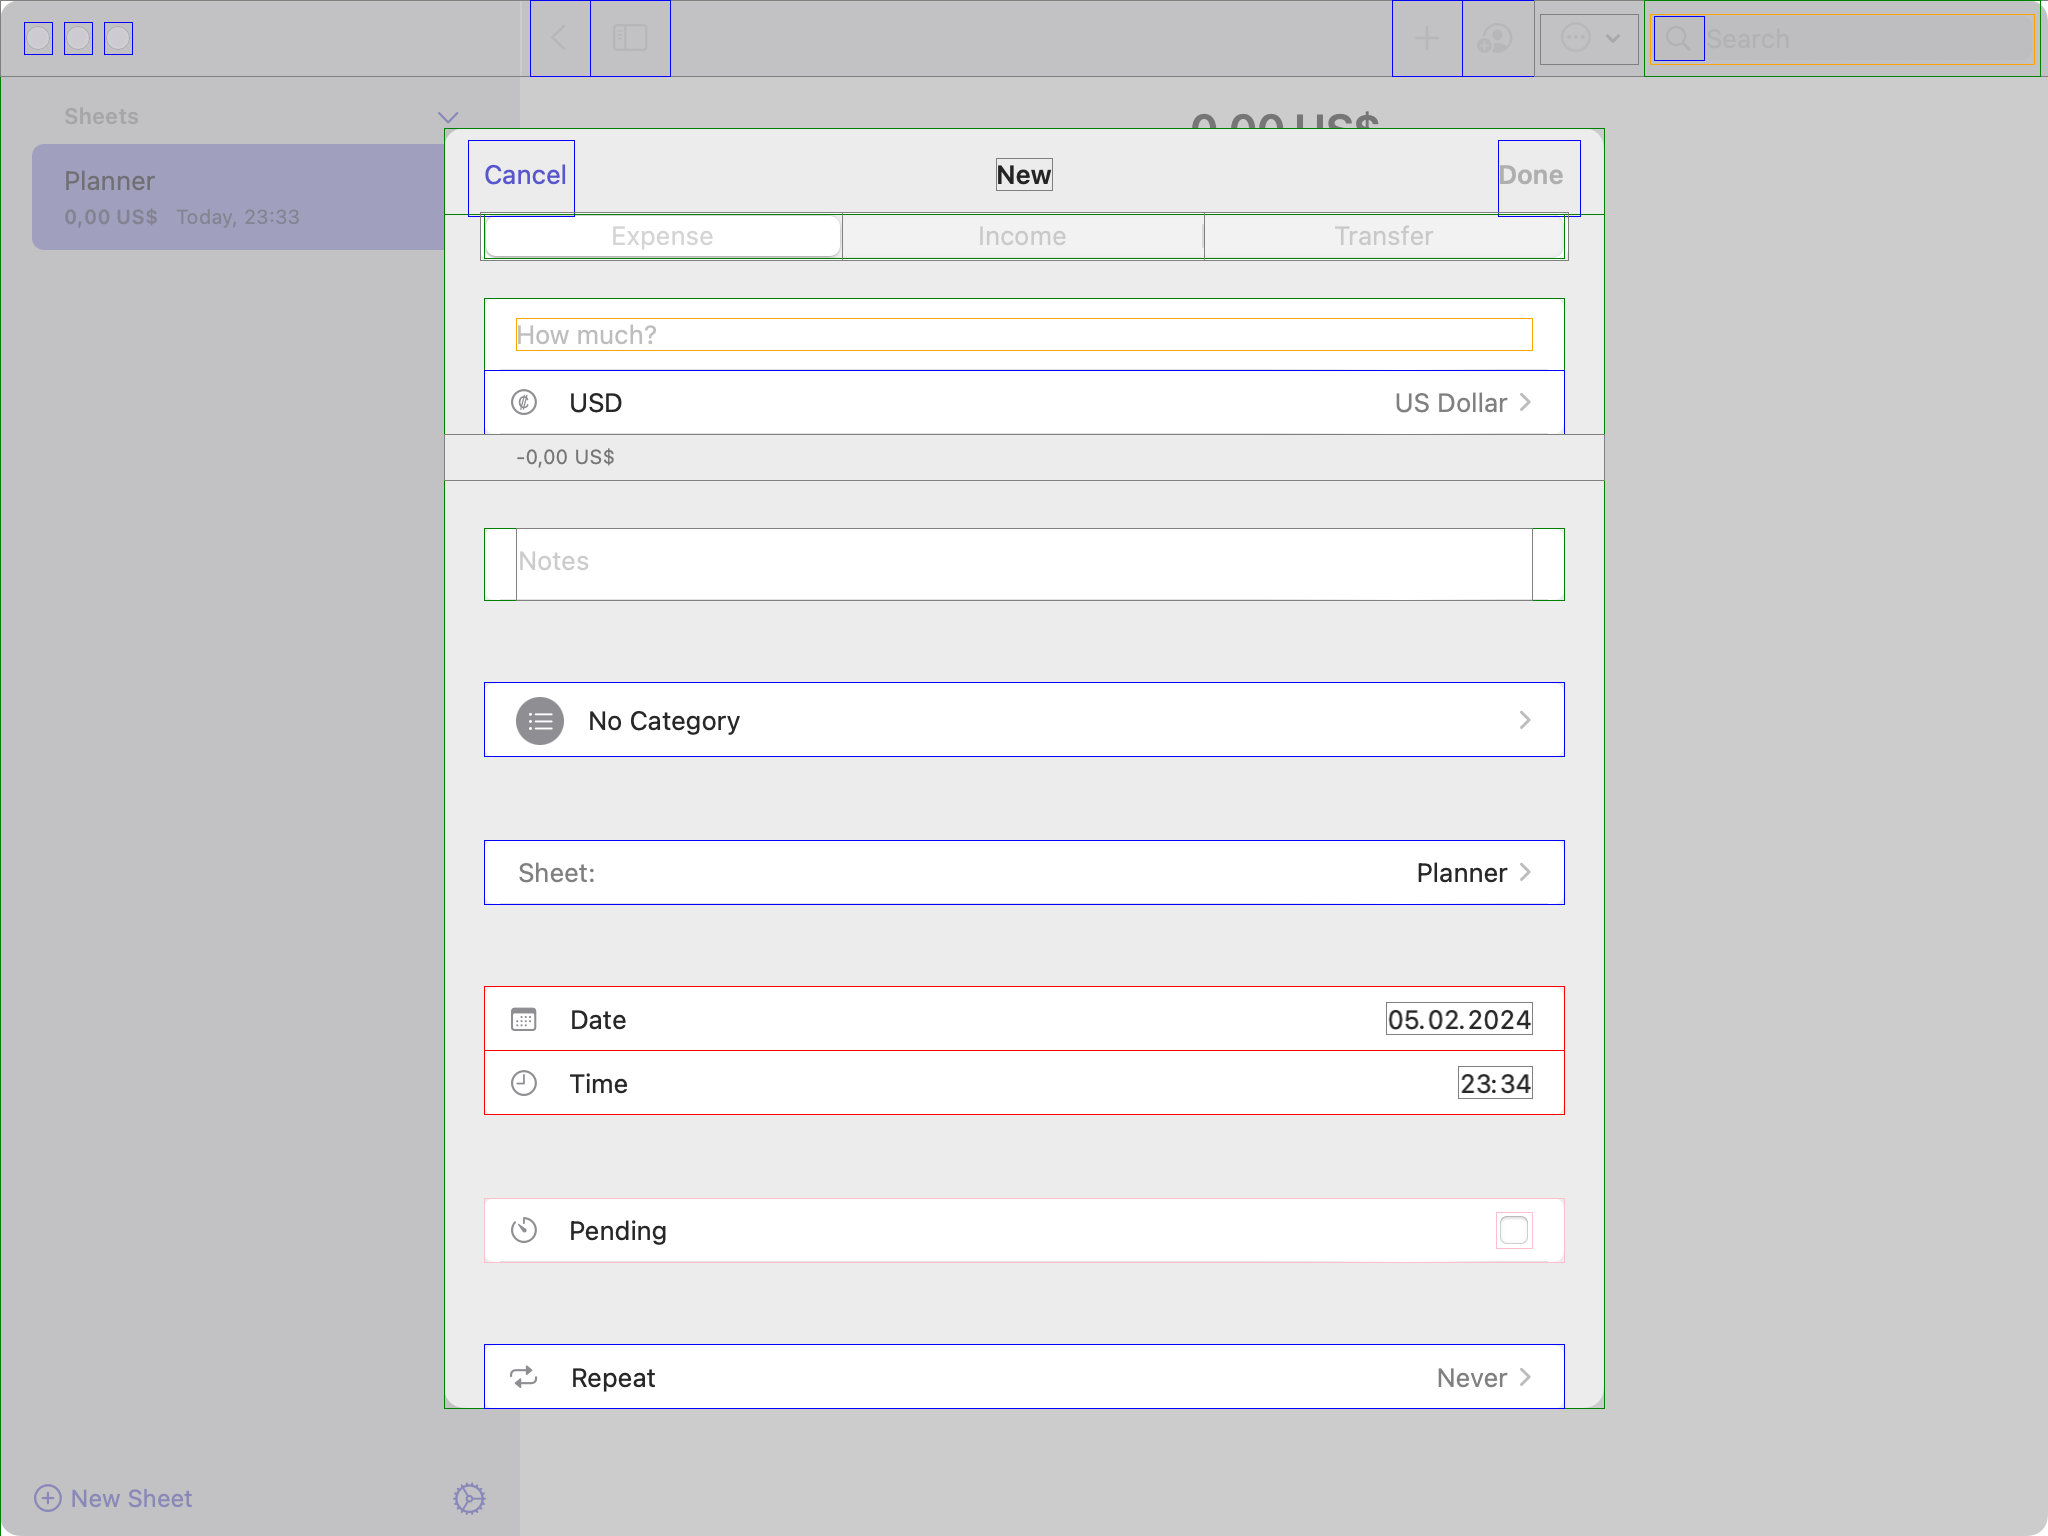 Search
Sheets
0,00 US$
Planner
0,00 US$ Today, 23:33
Cancel
New
Done
Expense
Income
Transfer
How much?
USD
US Dollar
-0,00 US$
Notes
No Category
Sheet:
Planner
Date
05.02.2024
Time
23:34
Pending
Repeat
Never
New Sheet